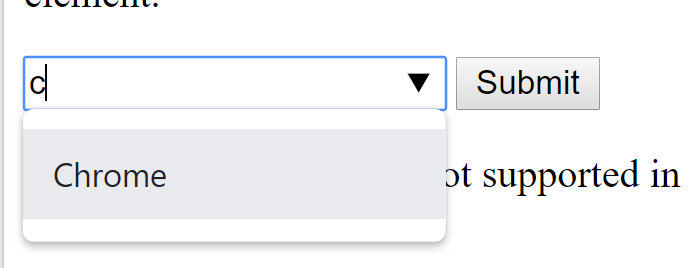 element.
c
Submit
Chrome
ot supported in